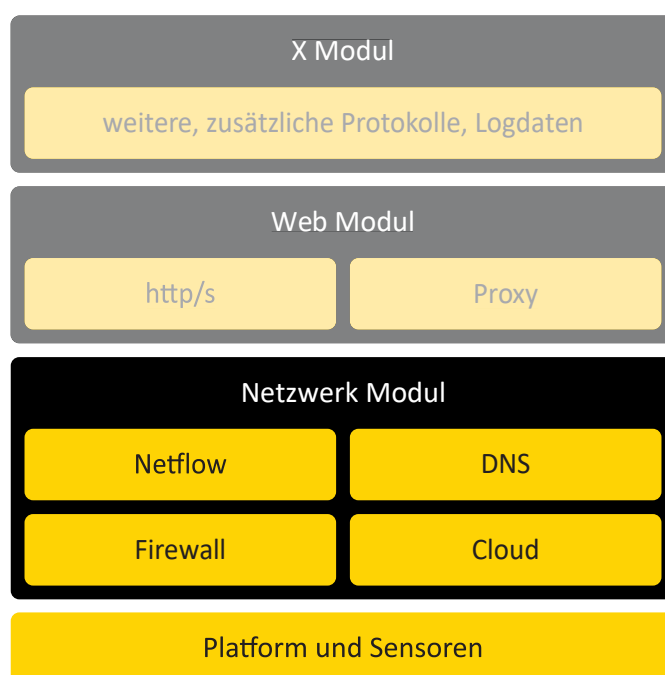 X Modul
weitere, zusätzliche Protokolle, Logdaten
Web Modul
http/s
Proxy
Netzwerk Modul
Netflow
DNS
Firewall
Cloud
Platform und Sensoren